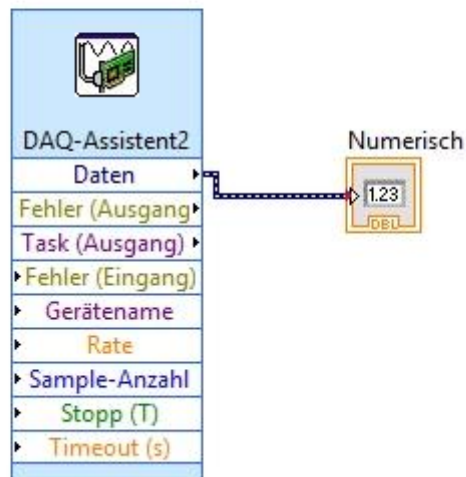 DAQ-Assistent2
Daten
Fehler (Ausgang
Task (Ausgang)
Fehler (Eingang)
Gerätename
Rate
Sample-Anzahl
Stopp (T)
Timeout (s)
Numerisch
1.23
DBL